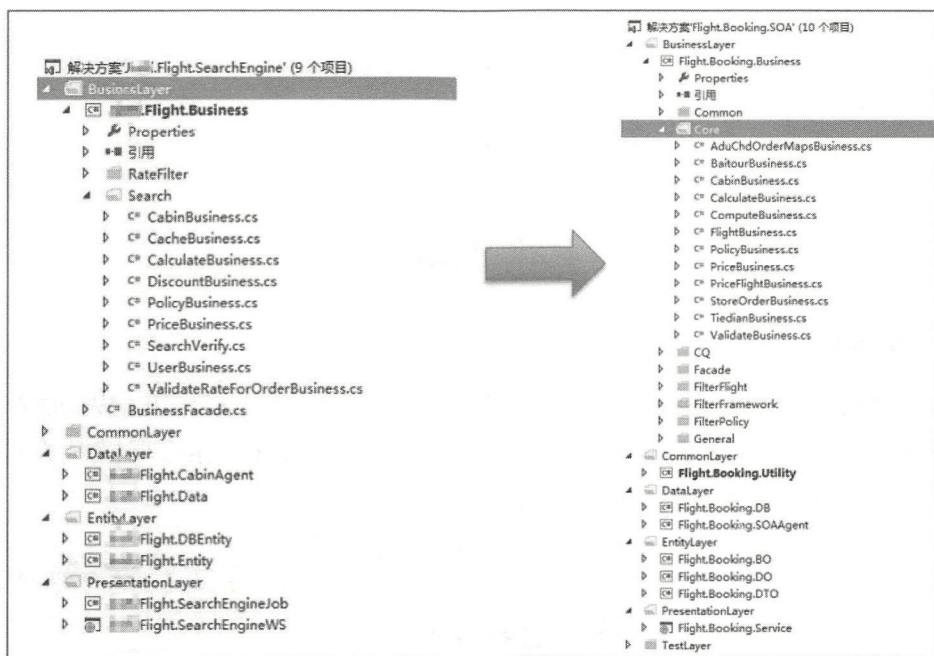 解决方案'J .Flight.SearchEngine' (9 个项目)
BusinessLayer
.Flight.Business
Properties
引用
RateFilter
Search
C# CabinBusiness.cs
C# CacheBusiness.cs
C# CalculateBusiness.cs
C# DiscountBusiness.cs
C# PolicyBusiness.cs
C# PriceBusiness.cs
C# SearchVerify.cs
C# UserBusiness.cs
C# ValidateRateForOrderBusiness.cs
C# BusinessFacade.cs
CommonLayer
DataLayer
C# Flight.CabinAgent
C# Flight.Data
EntityLayer
C# Flight.DBEntity
C# Flight.Entity
PresentationLayer
C# Flight.SearchEngineJob
Flight.SearchEngineWS
解决方案'Flight.Booking.SOA' (10 个项目)
BusinessLayer
C# Flight.Booking.Business
Properties
引用
Common
Core
C# AduChdOrderMapsBusiness.cs
C# BaitourBusiness.cs
C# CabinBusiness.cs
C# CalculateBusiness.cs
C# ComputeBusiness.cs
C# FlightBusiness.cs
C# PolicyBusiness.cs
C# PriceBusiness.cs
C# PriceFlightBusiness.cs
C# StoreOrderBusiness.cs
C# TiedianBusiness.cs
C# ValidateBusiness.cs
CQ
Facade
FilterFlight
FilterFramework
FilterPolicy
General
CommonLayer
C# Flight.Booking.Utility
DataLayer
C# Flight.Booking.DB
C# Flight.Booking.SOAAgent
EntityLayer
C# Flight.Booking.BO
C# Flight.Booking.DO
C# Flight.Booking.DTO
PresentationLayer
Flight.Booking.Service
TestLayer